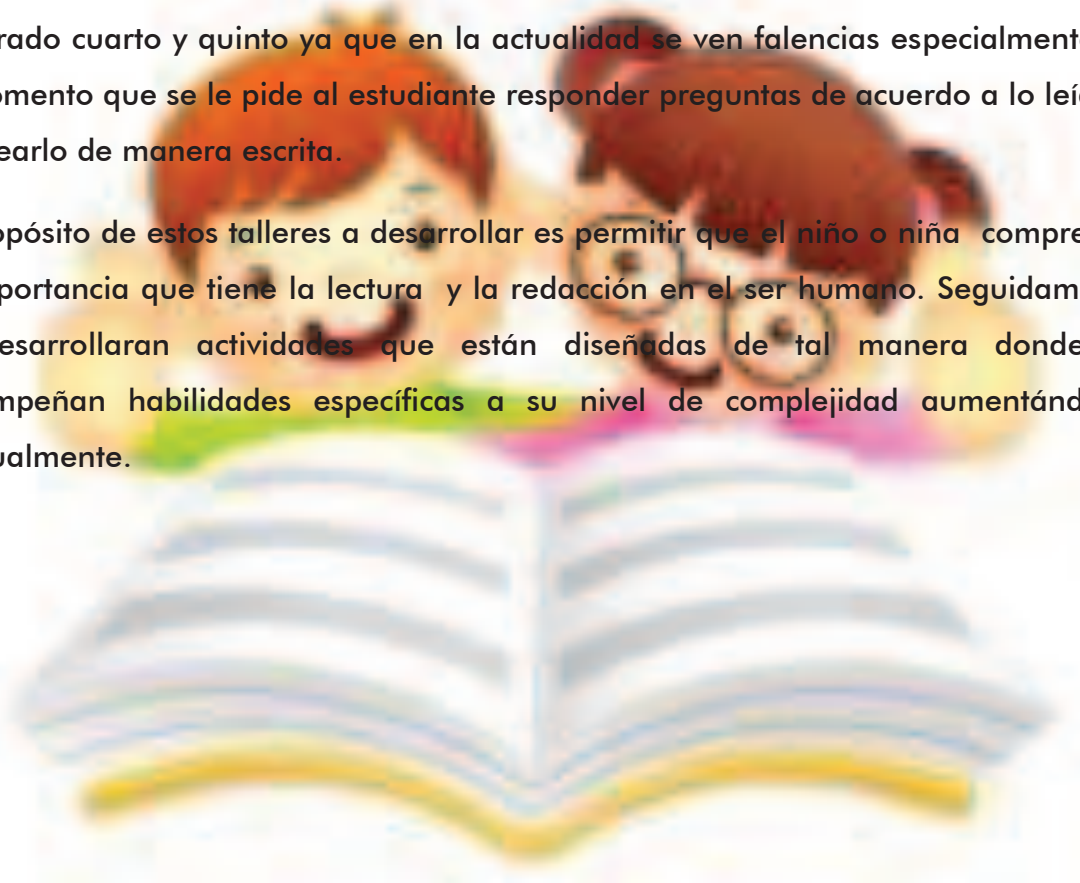 rado cuarto y quinto ya que en la actualidad se ven falencias especialmente
omento que se le pide al estudiante responder preguntas de acuerdo a lo leí
earlo de manera escrita.
opósito de estos talleres a desarrollar es permitir que el niño o niña compre
portancia que tiene la lectura y la redacción en el ser humano. Seguidam
esarrollaran actividades que están diseñadas de tal manera donde
mpeñan habilidades específicas a su nivel de complejidad aumentánd
ualmente.